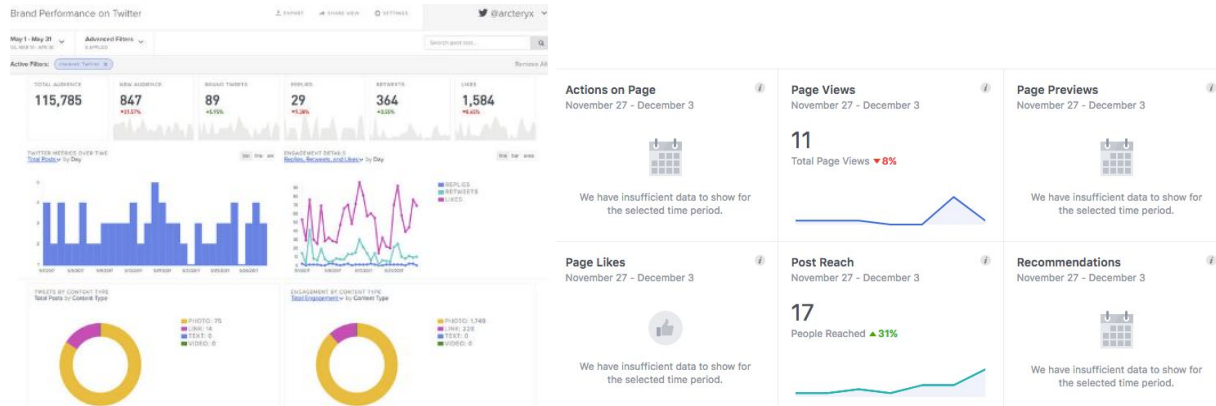 Brand Performance on Twitter
EXPORT
SHARE VIEW
SETTINGS
@arcteryx
May 1 - May 31
Advanced Filters
Active Filters:
Remove All
TOTAL AUDIENCE
115,785
NEW AUDIENCE
847
BRAND TWEETS
89
REPLIES
29
RETWEETS
364
LIKES
1,584
TWITTER METRICS OVER TIME
Total Posts by Day
ENGAGEMENT DETAILS
Replies, Retweets, and Likes by Day
REPLIES
RETWEETS
LIKES
TWEETS BY CONTENT TYPE
Total Posts by Content Type
PHOTO: 75
LINK: 14
TEXT: 0
VIDEO: 0
ENGAGEMENT BY CONTENT TYPE
Total Engagement by Content Type
PHOTO: 1,749
LINK: 228
TEXT: 0
VIDEO: 0
Actions on Page
November 27 - December 3
We have insufficient data to show for
the selected time period.
Page Views
November 27 - December 3
11
Total Page Views ▼8%
Page Previews
November 27 - December 3
We have insufficient data to show for
the selected time period.
Page Likes
November 27 - December 3
We have insufficient data to show for
the selected time period.
Post Reach
November 27 - December 3
17
People Reached ▲31%
Recommendations
November 27 - December 3
We have insufficient data to show for
the selected time period.